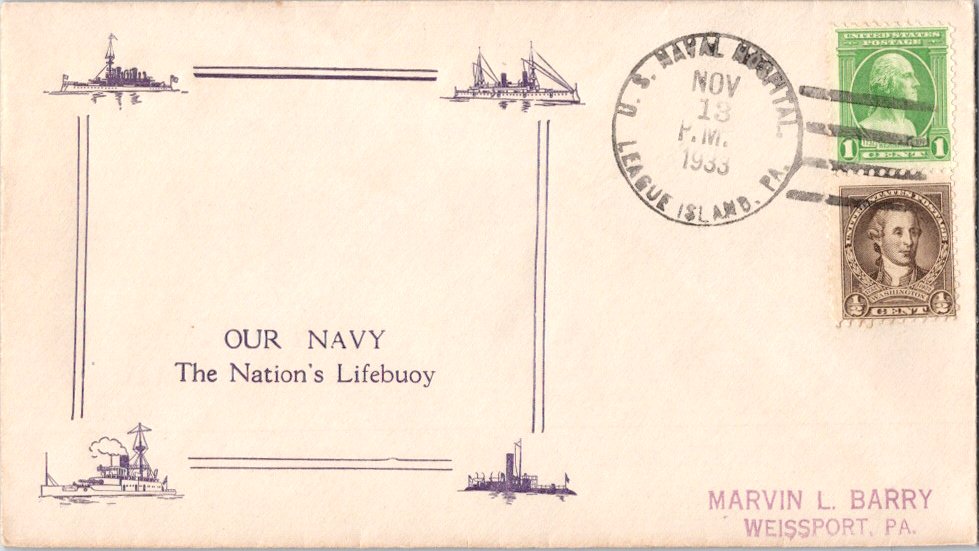 U. S. NAVAL HOSPITAL.
NOV
13
P.M.
1933
LEAGUE ISLAND, PA.
UNITED STATES
POSTAGE
1 CENT 1
UNITED STATES POSTAGE
WASHINGTON
½ CENT ½
OUR NAVY
The Nation's Lifebuoy
MARVIN L. BARRY
WEISSPORT, PA.